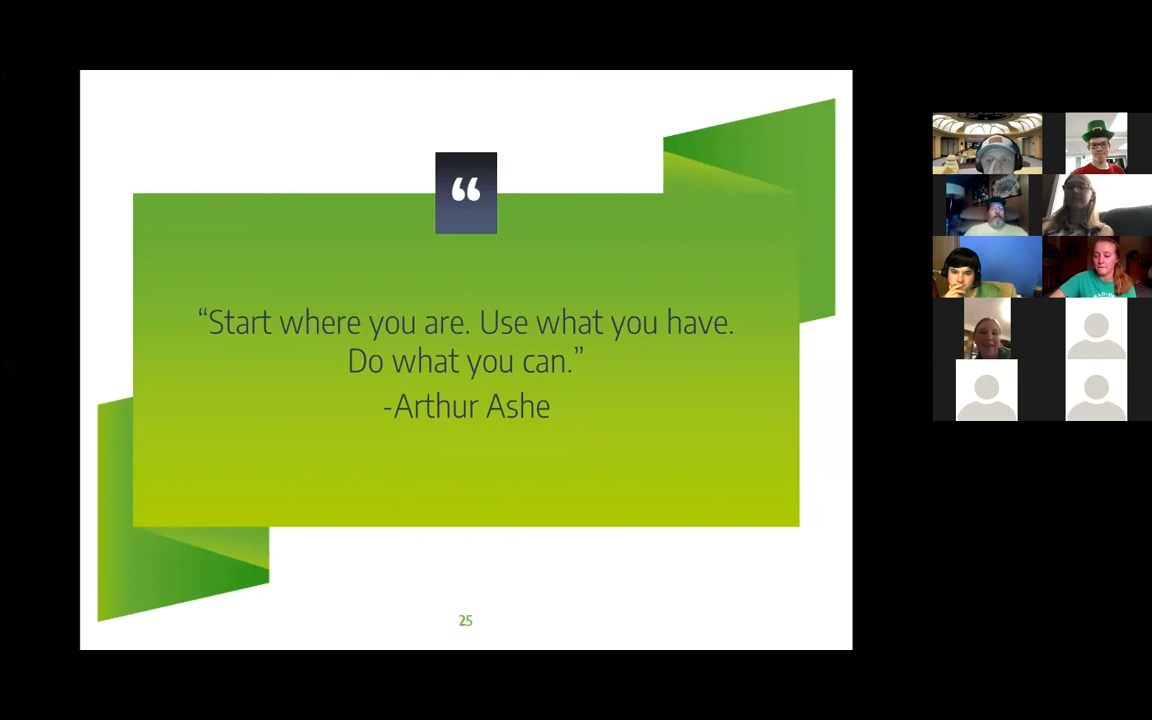 “
“Start where you are. Use what you have.
Do what you can.”
-Arthur Ashe
25